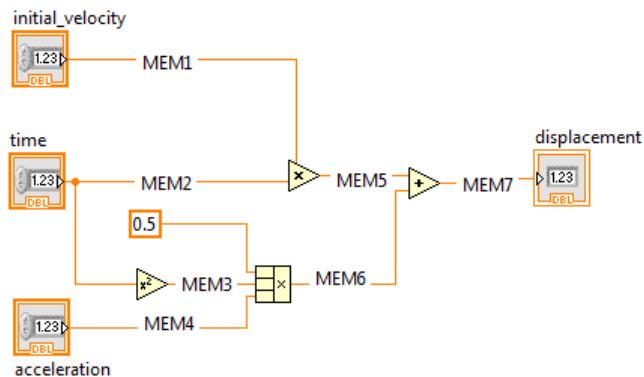 initial_velocity
1.23
DBL
MEM1
time
1.23
DBL
MEM2
×
MEM5
+
MEM7
displacement
1.23
DBL
0.5
x²
MEM3
×
MEM6
1.23
DBL
MEM4
acceleration